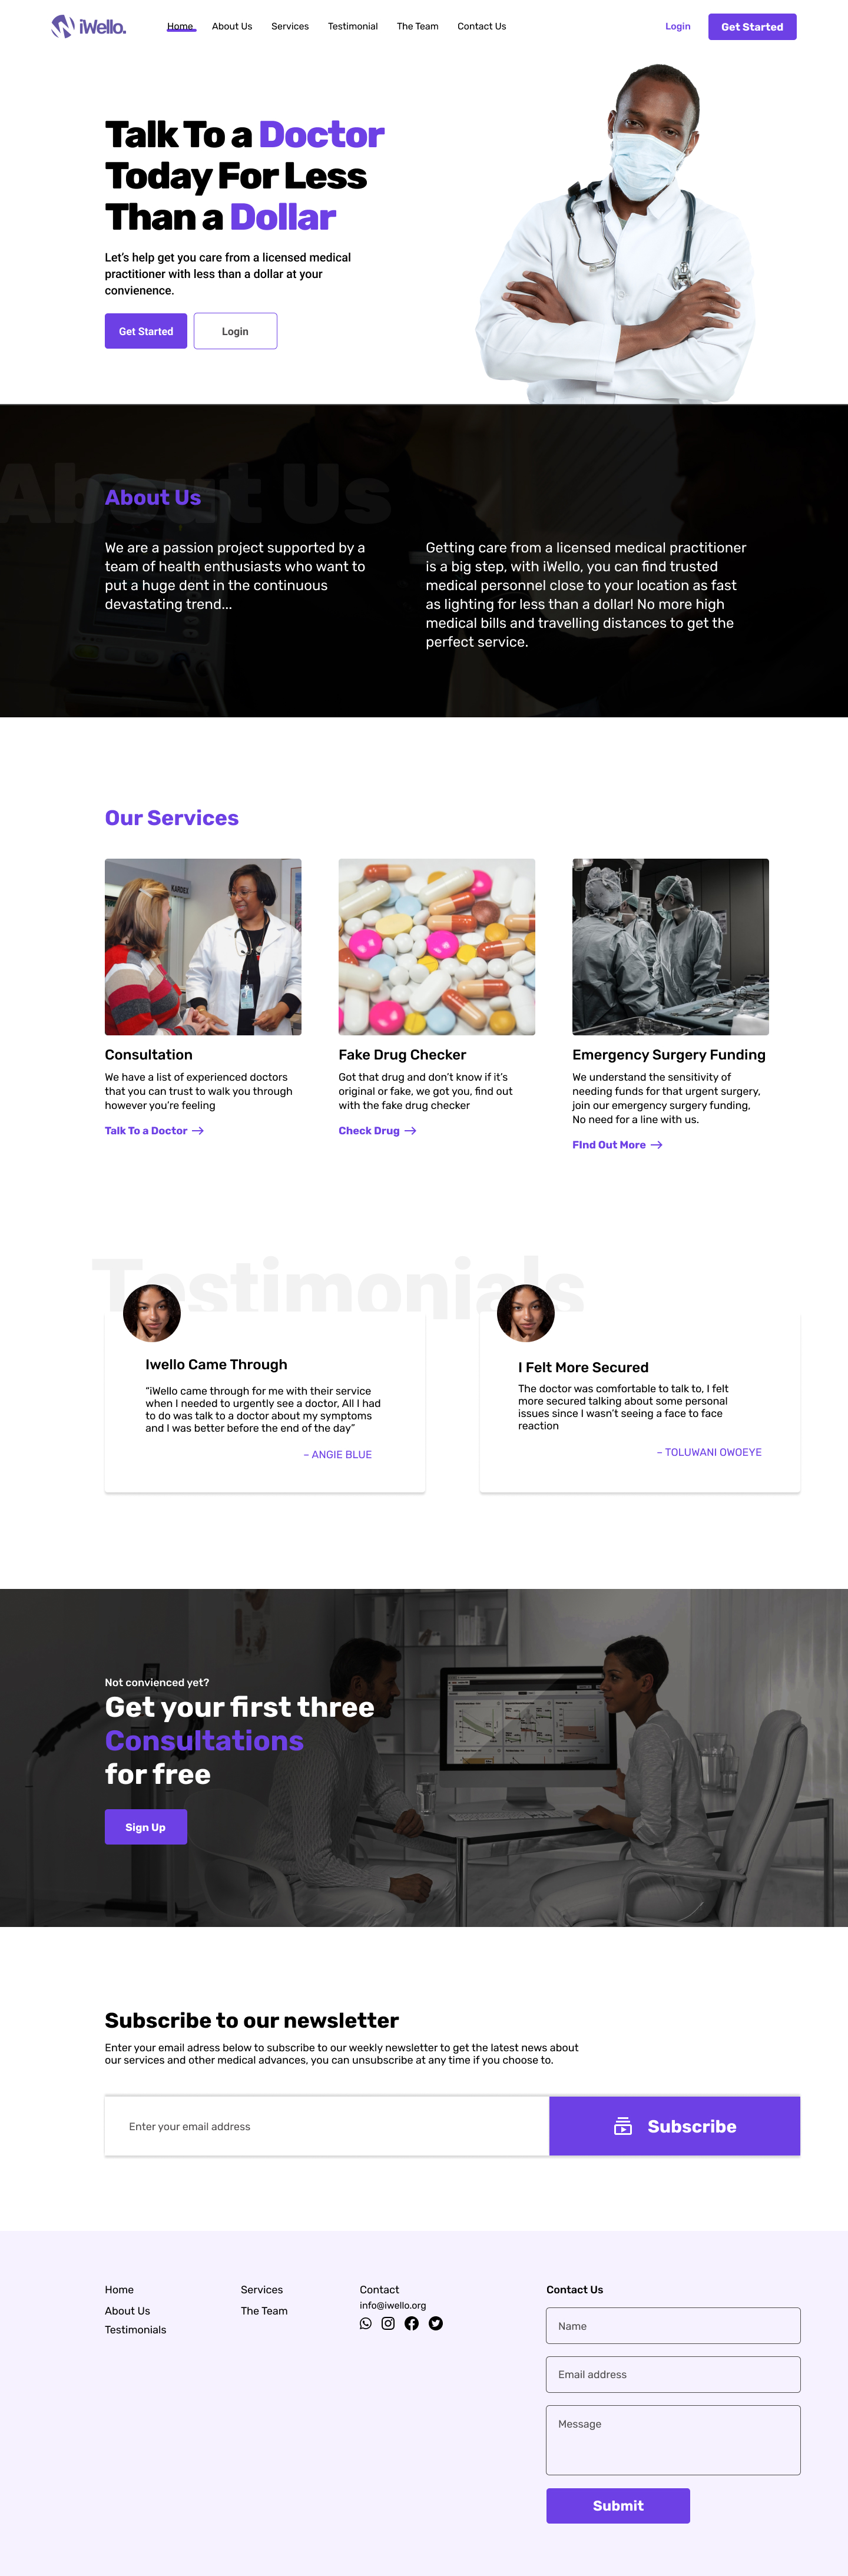 iWello.
Home
About Us
Services
Testimonial
The Team
Contact Us
Login
Get Started
Talk To a Doctor
Today For Less
Than a Dollar
Let's help get you care from a licensed medical
practitioner with less than a dollar at your
convienence.
Get Started
Login
About Us
About Us
We are a passion project supported by a
team of health enthusiasts who want to
put a huge dent in the continuous
devastating trend...
Getting care from a licensed medical practitioner
is a big step, with iWello, you can find trusted
medical personnel close to your location as fast
as lighting for less than a dollar! No more high
medical bills and travelling distances to get the
perfect service.
Our Services
KARDEX
Consultation
We have a list of experienced doctors
that you can trust to walk you through
however you're feeling
Talk To a Doctor
Fake Drug Checker
Got that drug and don't know if it's
original or fake, we got you, find out
with the fake drug checker
Check Drug
Emergency Surgery Funding
We understand the sensitivity of
needing funds for that urgent surgery,
join our emergency surgery funding,
No need for a line with us.
FInd Out More
Testimonials
Iwello Came Through
"iWello came through for me with their service
when I needed to urgently see a doctor, All I had
to do was talk to a doctor about my symptoms
and I was better before the end of the day"
– ANGIE BLUE
I Felt More Secured
The doctor was comfortable to talk to, I felt
more secured talking about some personal
issues since I wasn't seeing a face to face
reaction
– TOLUWANI OWOEYE
Not convienced yet?
Get your first three
Consultations
for free
Sign Up
Subscribe to our newsletter
Enter your email adress below to subscribe to our weekly newsletter to get the latest news about
our services and other medical advances, you can unsubscribe at any time if you choose to.
Enter your email address
Subscribe
Home
About Us
Testimonials
Services
The Team
Contact
info@iwello.org
Contact Us
Name
Email address
Message
Submit